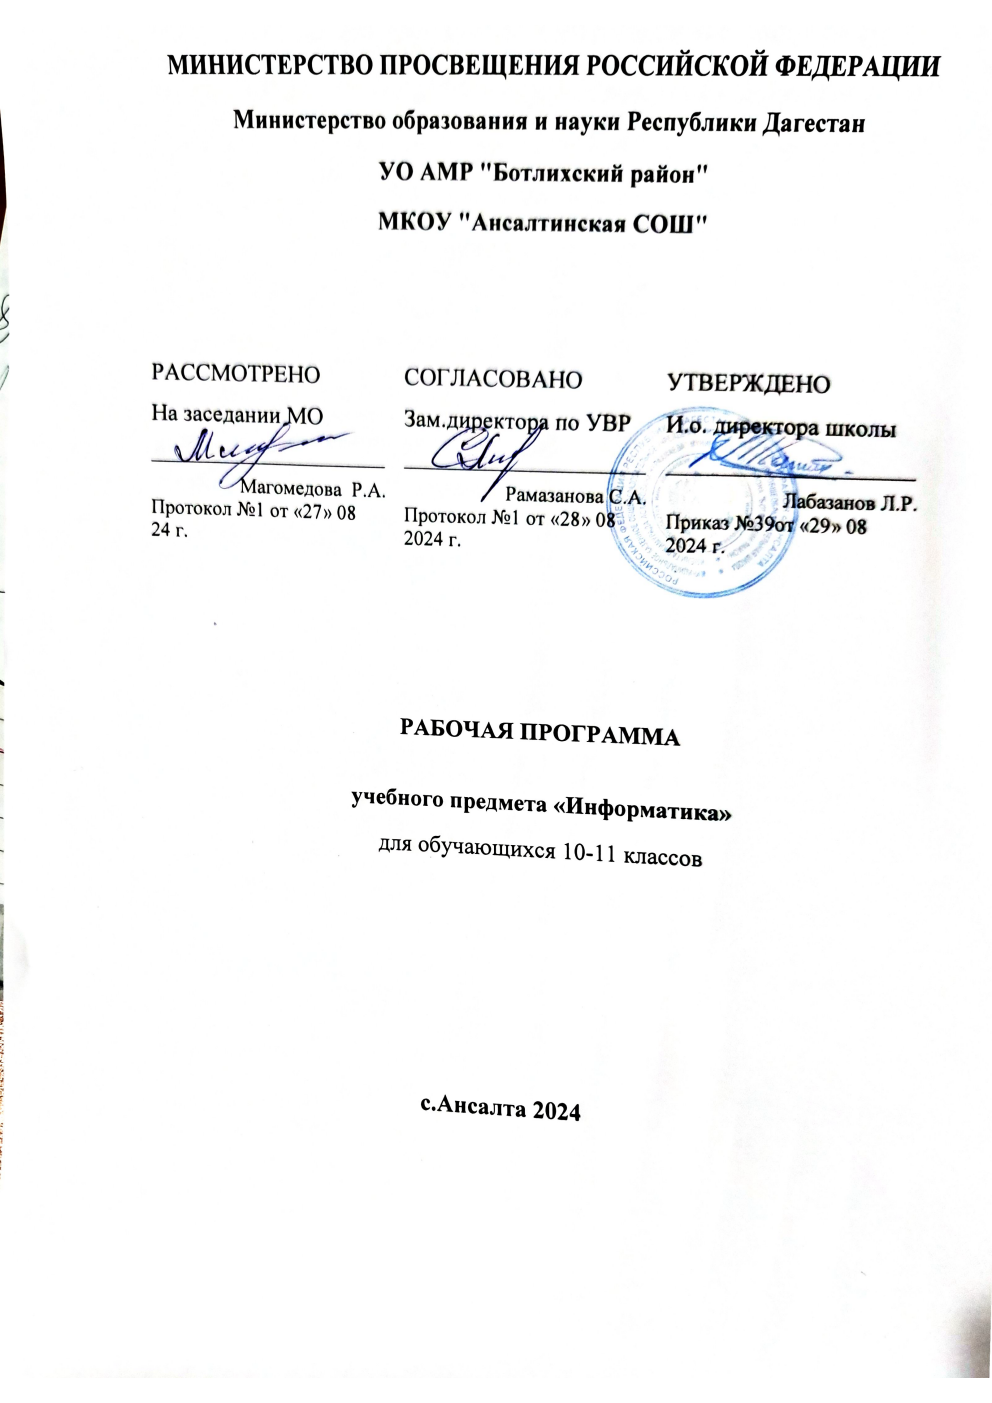 МИНИСТЕРСТВО ПРОСВЕЩЕНИЯ РОССИЙСКОЙ ФЕДЕРАЦИИ
Министерство образования и науки Республики Дагестан
УО АМР "Ботлихский район"
МКОУ "Ансалтинская СОШ"
РАССМОТРЕНО
На заседании МО
Магомедова Р.А.
Протокол №1 от «27» 08
24 г.
СОГЛАСОВАНО
Зам.директора по УВР
Рамазанова С.А.
Протокол №1 от «28» 08
2024 г.
УТВЕРЖДЕНО
И.о. директора школы
Лабазанов Л.Р.
Приказ №39от «29» 08
2024 г.
РАБОЧАЯ ПРОГРАММА
учебного предмета «Информатика»
для обучающихся 10-11 классов
с.Ансалта 2024